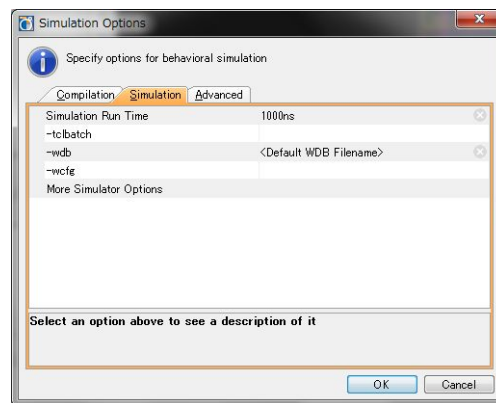 Simulation Options
Specify options for behavioral simulation
Compilation Simulation Advanced
Simulation Run Time 1000ns
-tclbatch
-wdb <Default WDB Filename>
-wcfg
More Simulator Options
Select an option above to see a description of it
OK Cancel